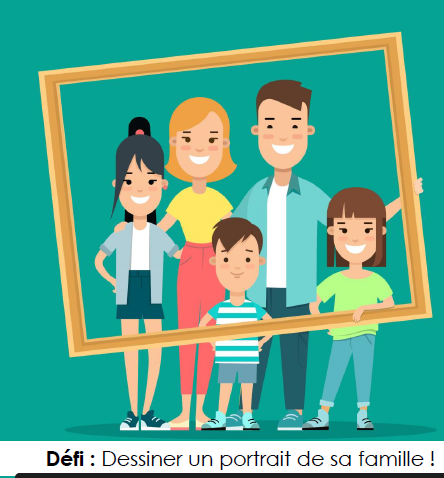 Défi : Dessiner un portrait de sa famille !